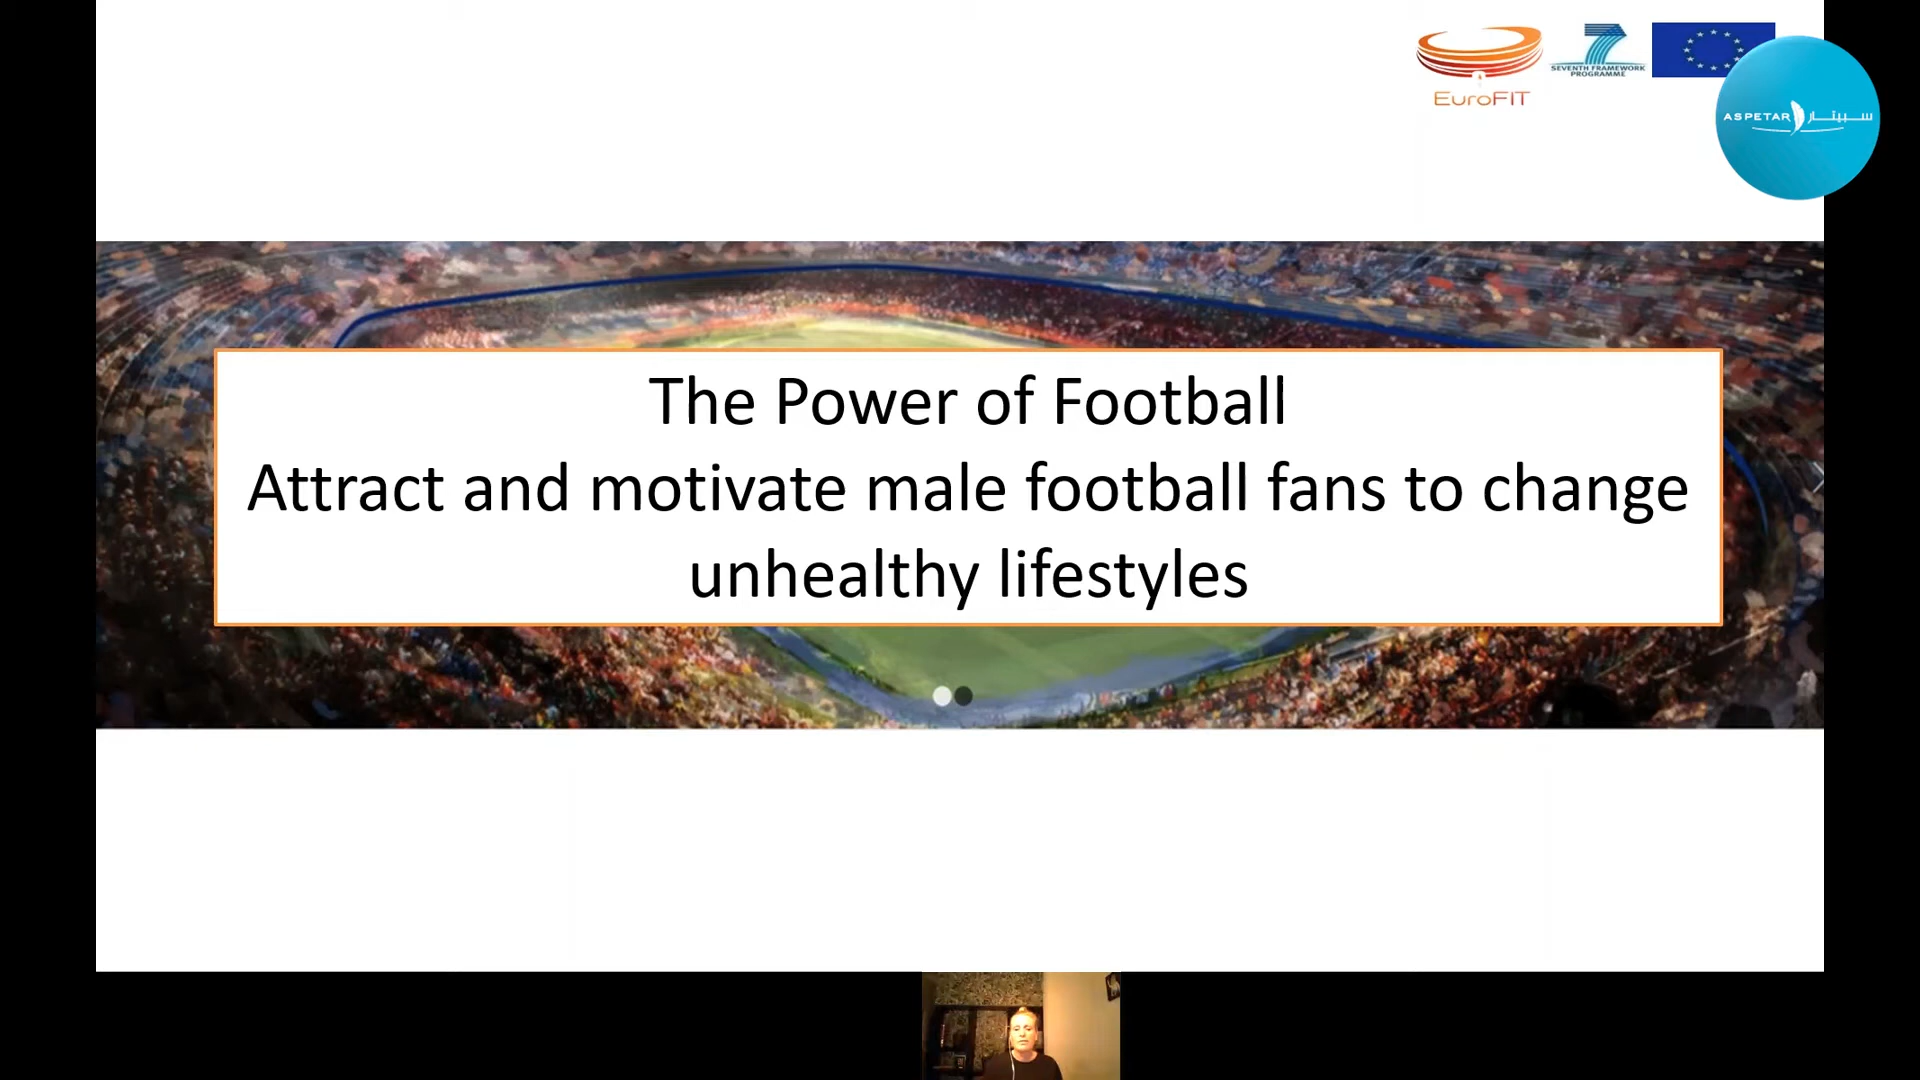 EuroFIT
SEVENTH FRAMEWORK
PROGRAMME
ASPETAR سبيتار
The Power of Football
Attract and motivate male football fans to change
unhealthy lifestyles